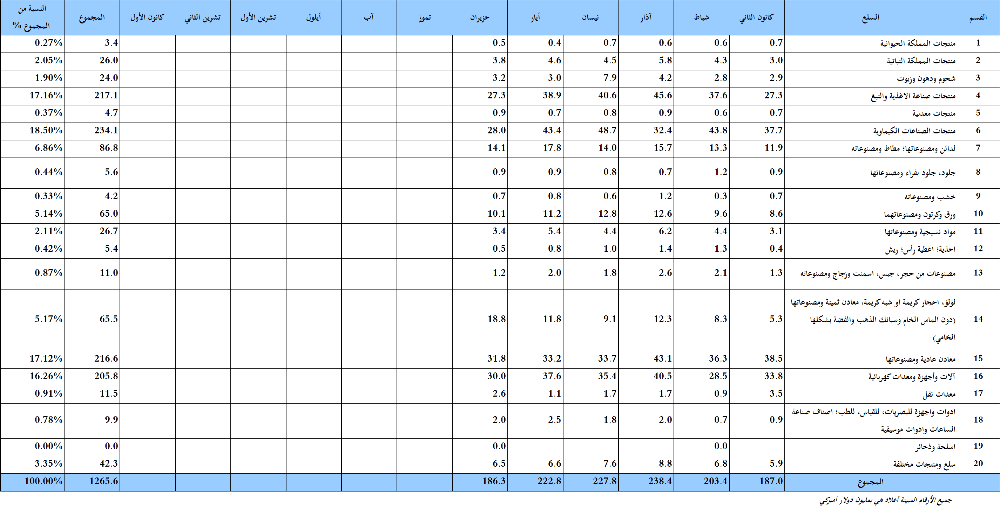 القسم السلع كانون الثاني شباط آذار نيسان أيار حزيران تموز آب أيلول تشرين الأول تشرين الثاني كانون الأول المجموع النسبة من
المجموع %
1 منتجات المملكة الحيوانية 0.7 0.6 0.6 0.7 0.4 0.5 3.4 0.27%
2 منتجات المملكة النباتية 3.0 4.3 5.8 4.5 4.6 3.8 26.0 2.05%
3 شحوم ودهون وزيوت 2.9 2.8 4.2 7.9 3.0 3.2 24.0 1.90%
4 منتجات صناعة الاغذية والتبغ 27.3 37.6 45.6 40.6 38.9 27.3 217.1 17.16%
5 منتجات معدنية 0.7 0.6 0.9 0.8 0.7 0.9 4.7 0.37%
6 منتجات الصناعات الكيماوية 37.7 43.8 32.4 48.7 43.4 28.0 234.1 18.50%
7 لدائن ومصنوعاتها؛ مطاط ومصنوعاته 11.9 13.3 15.7 14.0 17.8 14.1 86.8 6.86%
8 جلود، جلود بفراء ومصنوعاتها 0.9 1.2 0.7 0.8 0.9 0.9 5.6 0.44%
9 خشب ومصنوعاته 0.7 0.3 1.2 0.6 0.8 0.7 4.2 0.33%
10 ورق وكرتون ومصنوعاتهما 8.6 9.6 12.6 12.8 11.2 10.1 65.0 5.14%
11 مواد نسيجية ومصنوعاتها 3.1 4.4 6.2 4.4 5.4 3.4 26.7 2.11%
12 احذية؛ اغطية رأس؛ ريش 0.4 1.3 1.4 1.0 0.8 0.5 5.4 0.42%
13 مصنوعات من حجر، جبس، اسمنت وزجاج ومصنوعاته 1.3 2.1 2.6 1.8 2.0 1.2 11.0 0.87%
لؤلؤ، احجار كريمة او شبه كريمة، معادن ثمينة ومصنوعاتها
14 (دون الماس الخام وسبائك الذهب والفضة بشكلها 5.3 8.3 12.3 9.1 11.8 18.8 65.5 5.17%
الخامي)
15 معادن عادية ومصنوعاتها 38.5 36.3 43.1 33.7 33.2 31.8 216.6 17.12%
16 آلات وأجهزة ومعدات كهربائية 33.8 28.5 40.5 35.4 37.6 30.0 205.8 16.26%
17 معدات نقل 3.5 0.9 1.7 1.7 1.1 2.6 11.5 0.91%
18 ادوات واجهزة للبصريات، للقياس، للطب؛ اصناف صناعة 0.9 0.7 2.0 1.8 2.5 2.0 9.9 0.78%
الساعات وادوات موسيقية
19 اسلحة وذخائر 0.0 0.0 0.0 0.00%
20 سلع ومنتجات مختلفة 5.9 6.8 8.8 7.6 6.6 6.5 42.3 3.35%
المجموع 187.0 203.4 238.4 227.8 222.8 186.3 1265.6 100.00%
جميع الأرقام المبينة أعلاه هي بمليون دولار أميركي